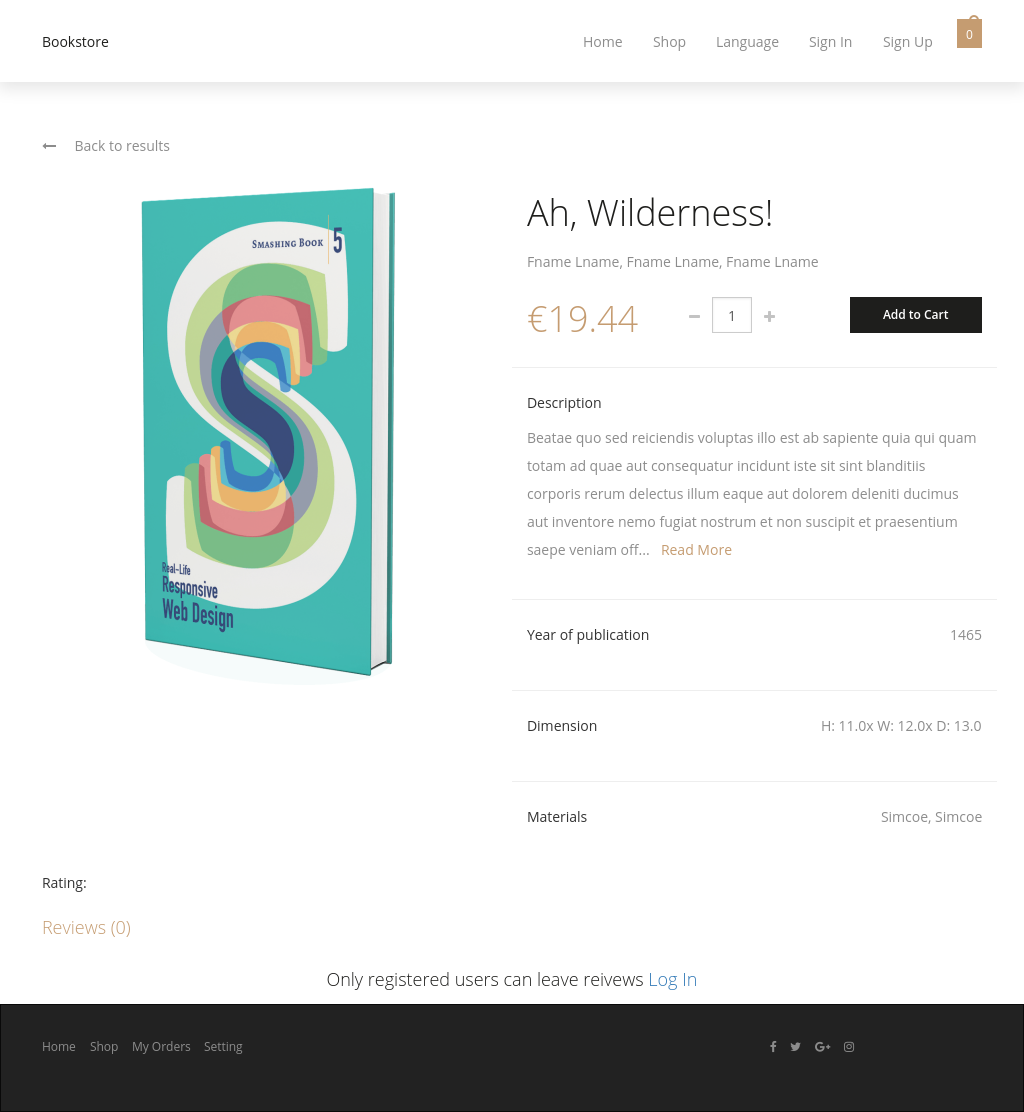 Bookstore
Home Shop Language Sign In Sign Up 0
Back to results
Smashing Book 5
Real-Life
Responsive
Web Design
Ah, Wilderness!
Fname Lname, Fname Lname, Fname Lname
€19.44 1 Add to Cart
Description
Beatae quo sed reiciendis voluptas illo est ab sapiente quia qui quam
totam ad quae aut consequatur incidunt iste sit sint blanditiis
corporis rerum delectus illum eaque aut dolorem deleniti ducimus
aut inventore nemo fugiat nostrum et non suscipit et praesentium
saepe veniam off... Read More
Year of publication 1465
Dimension H: 11.0x W: 12.0x D: 13.0
Materials Simcoe, Simcoe
Rating:
Reviews (0)
Only registered users can leave reivews Log In
Home Shop My Orders Setting